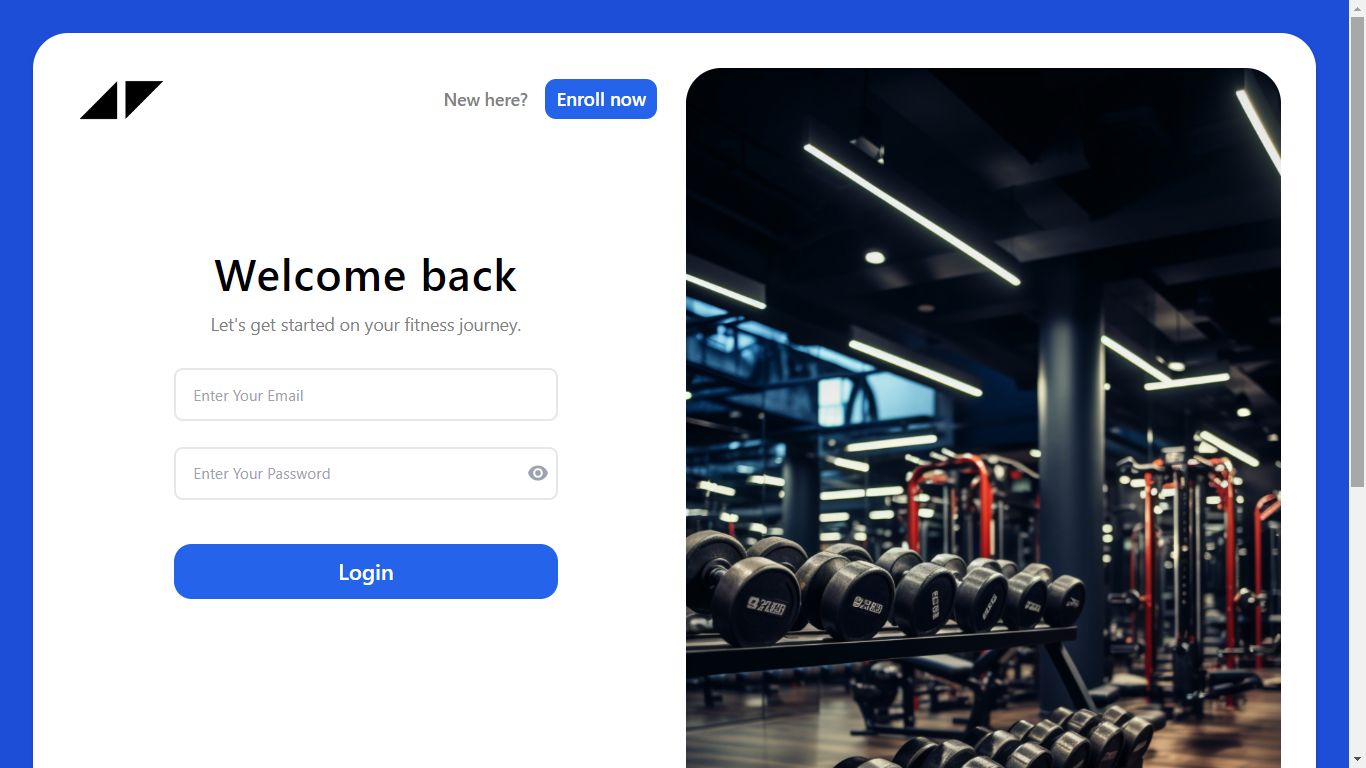 New here?
Enroll now
Welcome back
Let's get started on your fitness journey.
Enter Your Email
Enter Your Password
Login